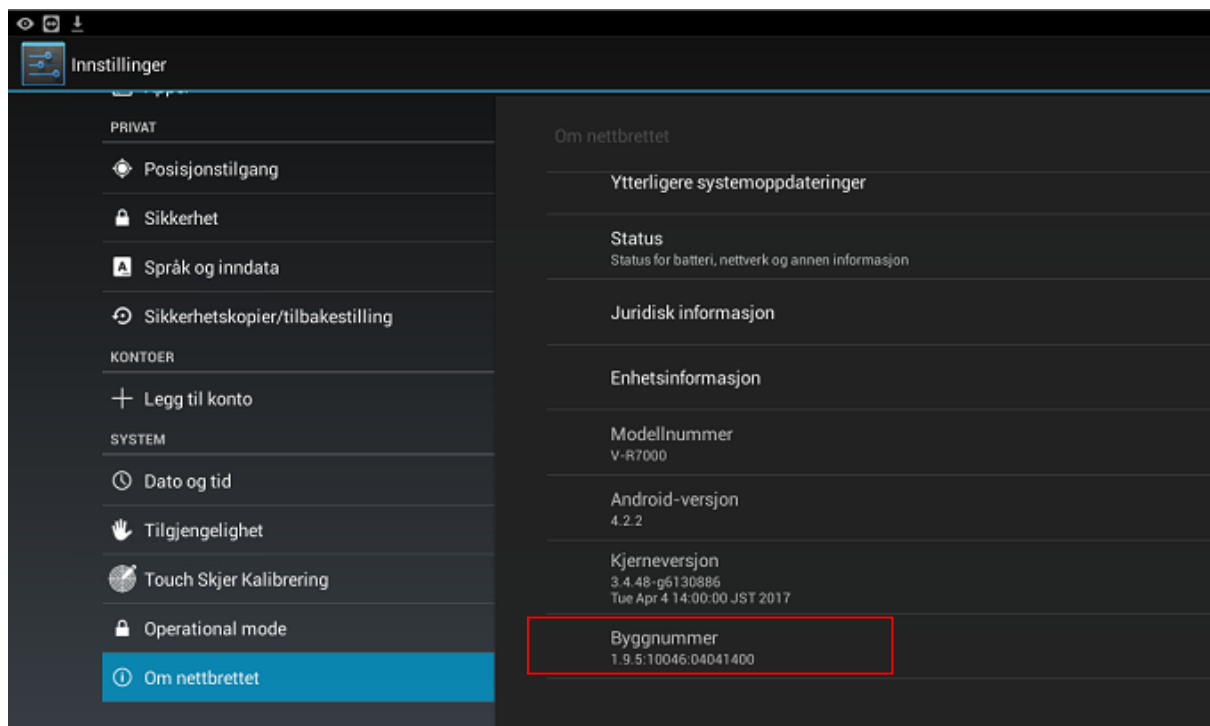 Innstillinger
PRIVAT
Posisjonstilgang
Sikkerhet
Språk og inndata
Sikkerhetskopier/tilbakestilling
KONTOER
Legg til konto
SYSTEM
Dato og tid
Tilgjengelighet
Touch Skjer Kalibrering
Operational mode
Om nettbrettet
Om nettbrettet
Ytterligere systemoppdateringer
Status
Status for batteri, nettverk og annen informasjon
Juridisk informasjon
Enhetsinformasjon
Modellnummer
V-R7000
Android-versjon
4.2.2
Kjerneversjon
3.4.48-g6130886
Tue Apr 4 14:00:00 JST 2017
Byggnummer
1.9.5:10046:04041400